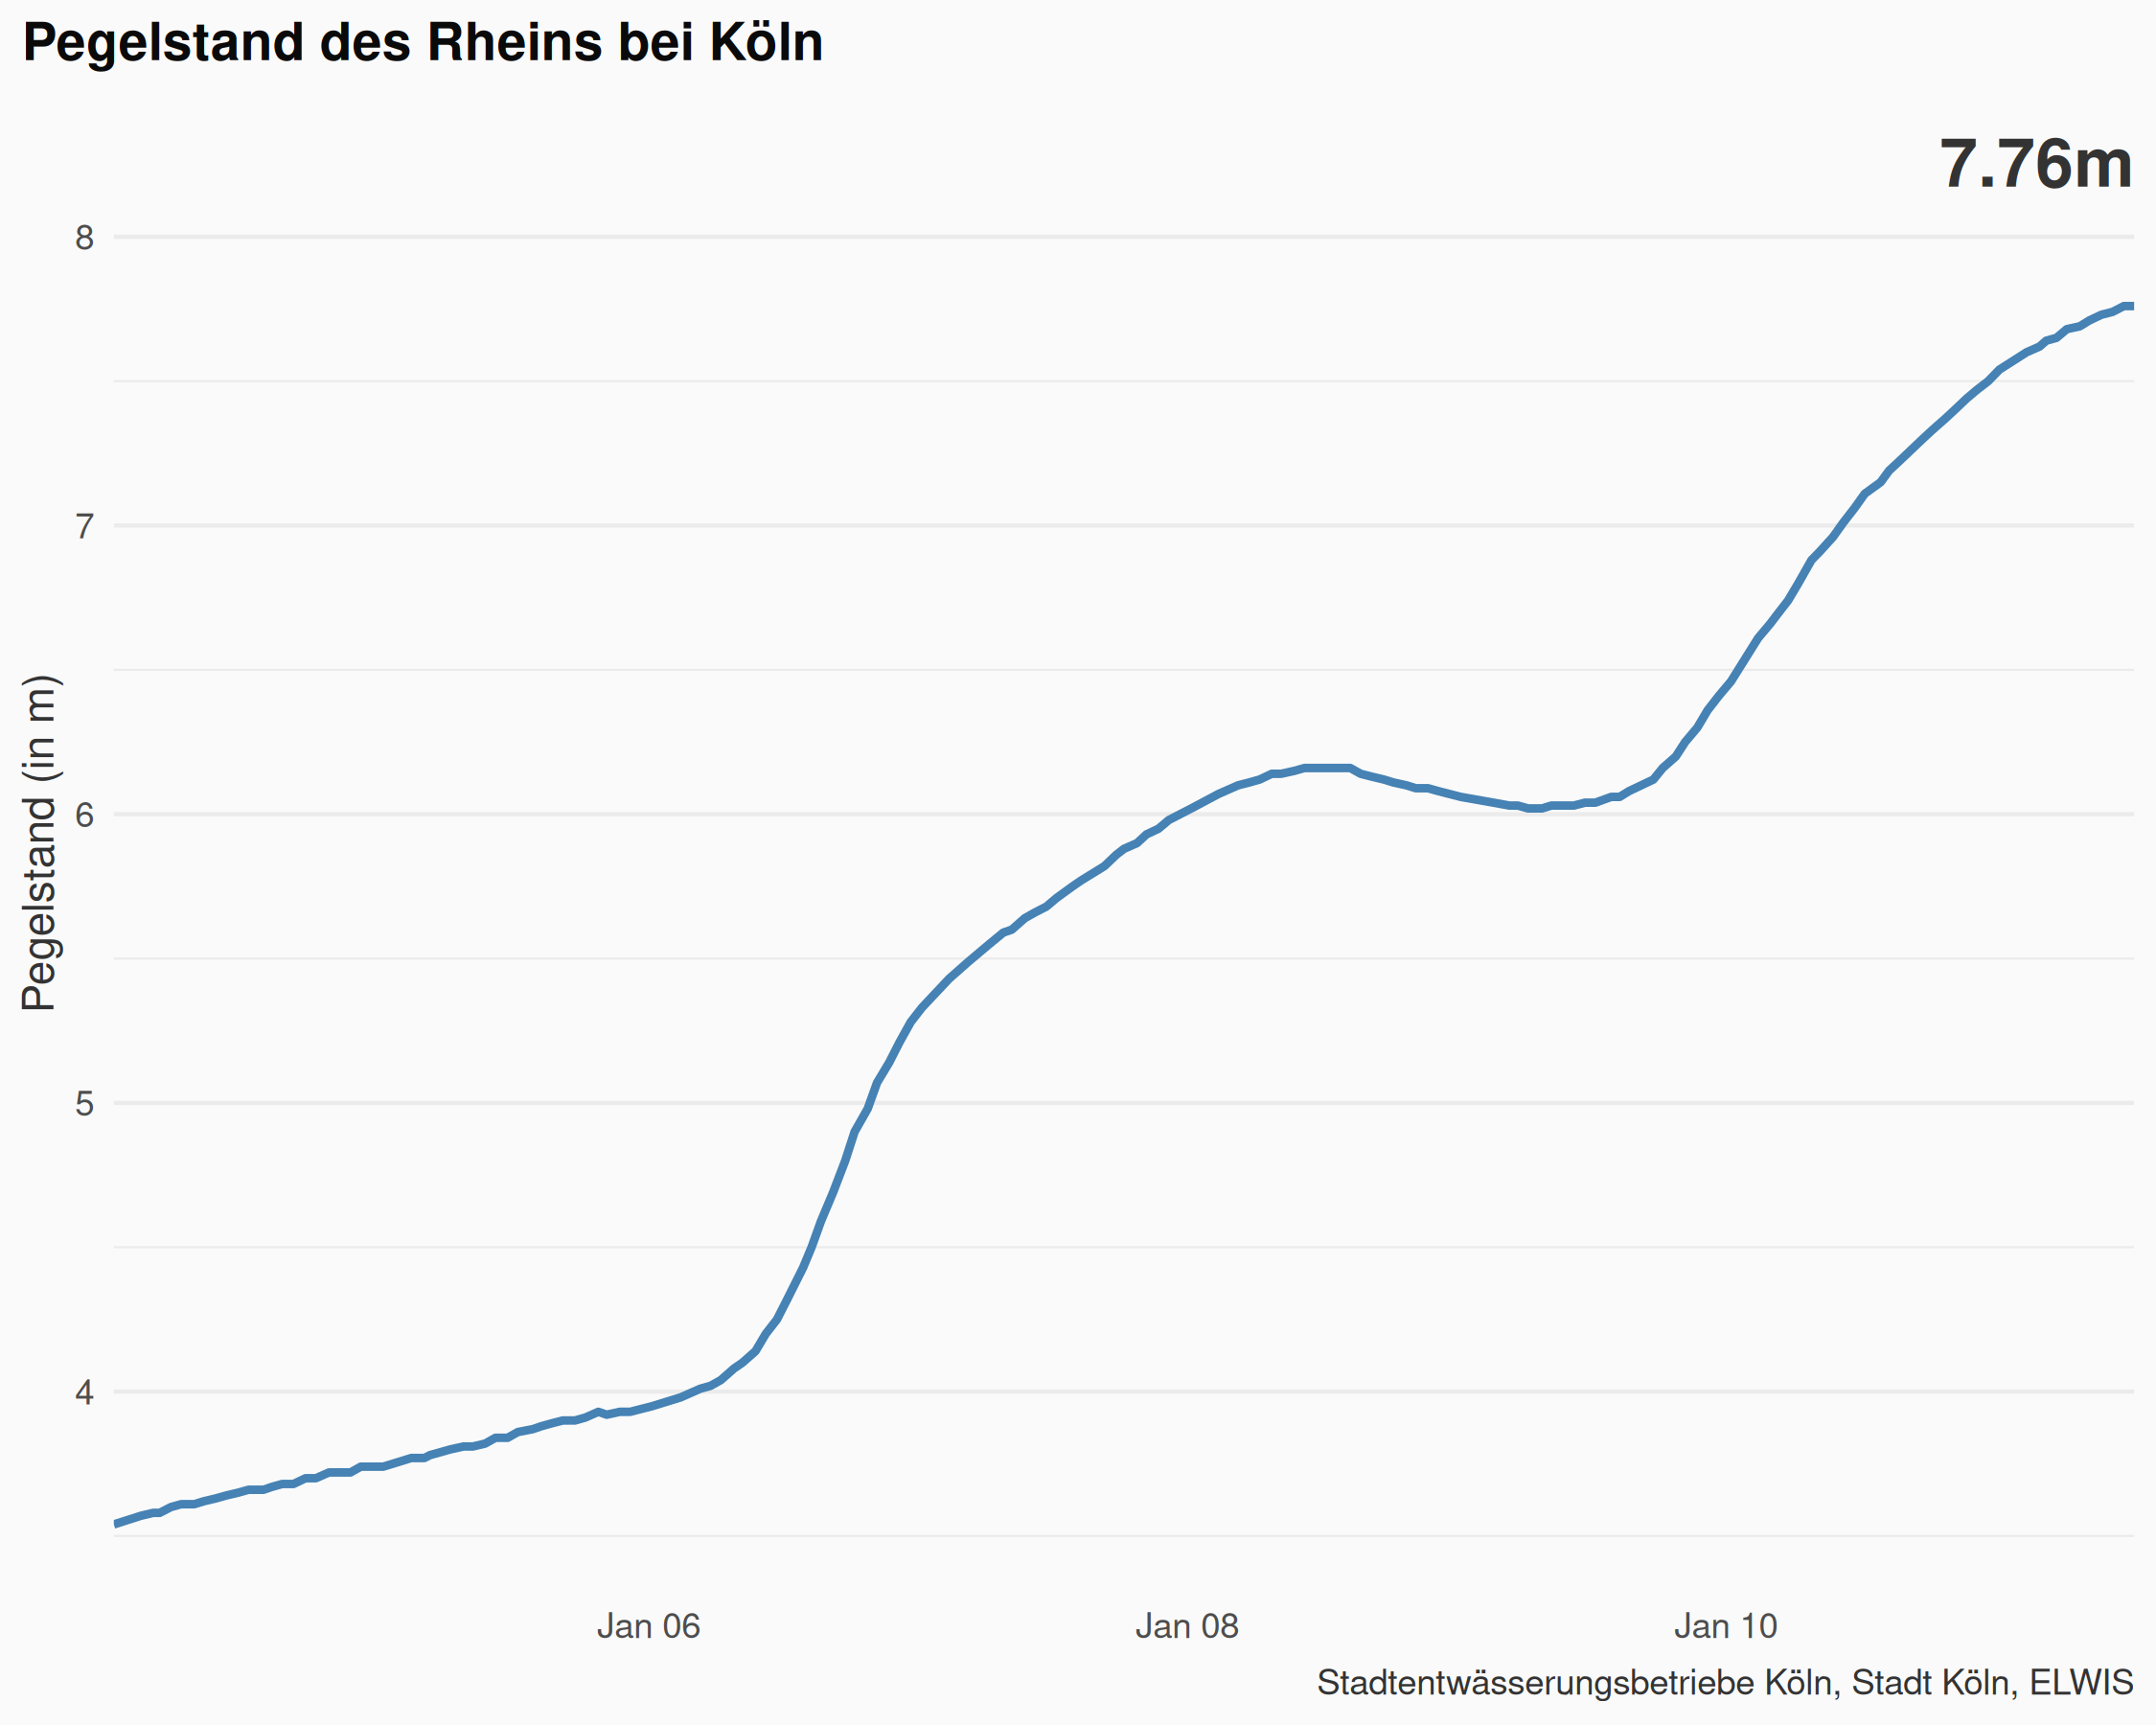 Pegelstand des Rheins bei Köln
7.76m
8
7
6
5
4
Pegelstand (in m)
Jan 06
Jan 08
Jan 10
Stadtentwässerungsbetriebe Köln, Stadt Köln, ELWIS